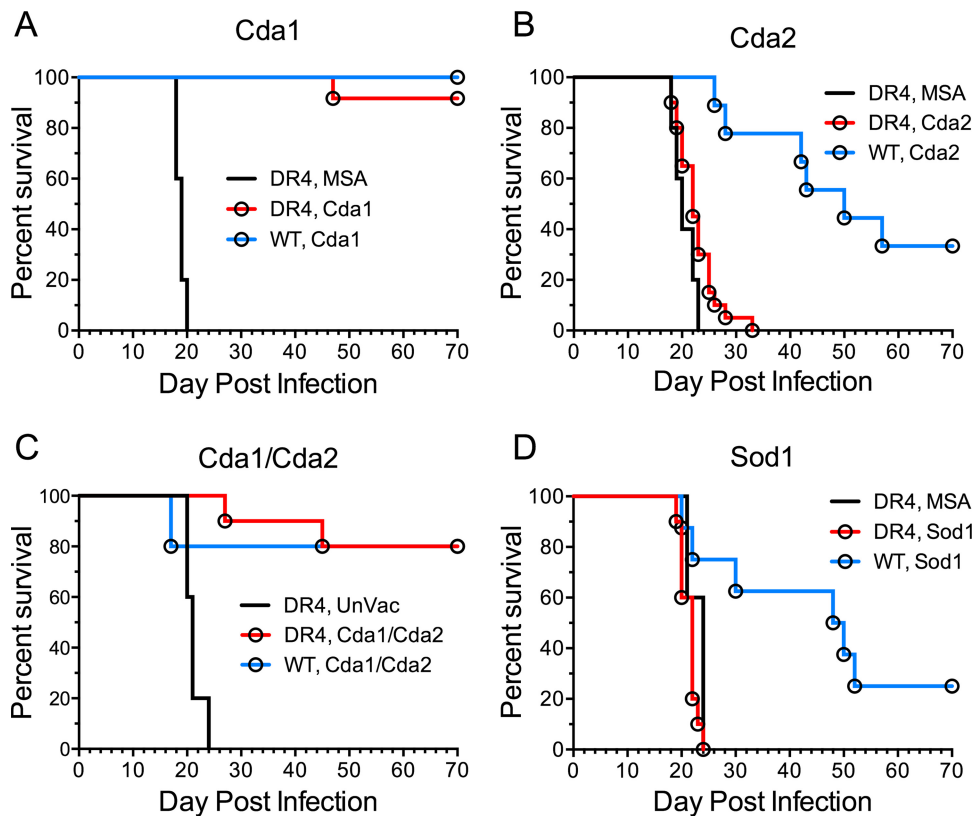 A
Cda1
Percent survival
100
80
60
40
20
0
DR4, MSA
DR4, Cda1
WT, Cda1
0 10 20 30 40 50 60 70
Day Post Infection
B
Cda2
Percent survival
100
80
60
40
20
0
DR4, MSA
DR4, Cda2
WT, Cda2
0 10 20 30 40 50 60 70
Day Post Infection
C
Cda1/Cda2
Percent survival
100
80
60
40
20
0
DR4, UnVac
DR4, Cda1/Cda2
WT, Cda1/Cda2
0 10 20 30 40 50 60 70
Day Post Infection
D
Sod1
Percent survival
100
80
60
40
20
0
DR4, MSA
DR4, Sod1
WT, Sod1
0 10 20 30 40 50 60 70
Day Post Infection